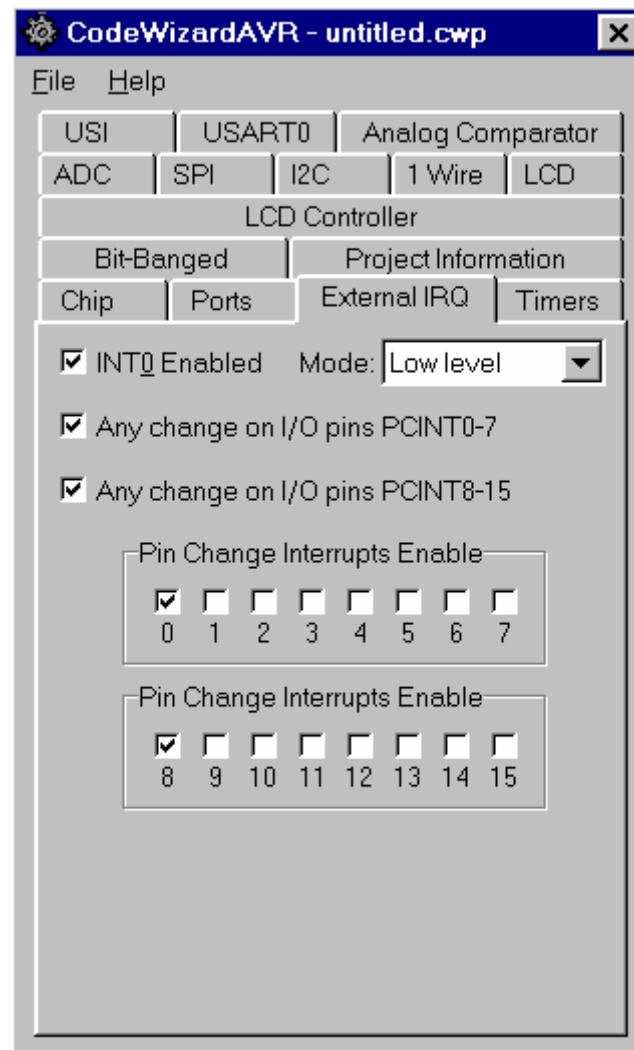 CodeWizardAVR - untitled.cwp
File Help
USI USART0 Analog Comparator
ADC SPI I2C 1 Wire LCD
LCD Controller
Bit-Banged Project Information
Chip Ports External IRQ Timers
INT0 Enabled Mode: Low level
Any change on I/O pins PCINT0-7
Any change on I/O pins PCINT8-15
Pin Change Interrupts Enable
0 1 2 3 4 5 6 7
Pin Change Interrupts Enable
8 9 10 11 12 13 14 15